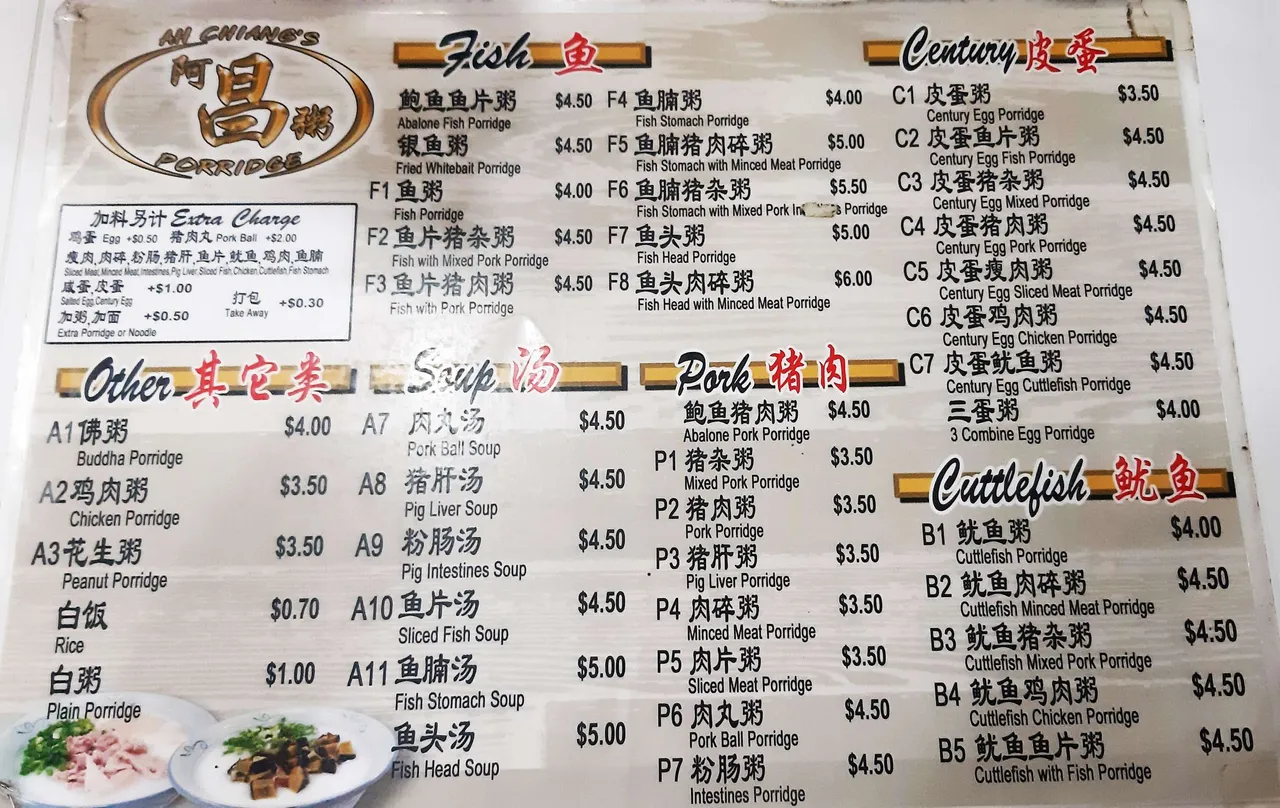 AH CHIANG'S
阿昌粥
PORRIDGE
加料另计 Extra Charge
鸡蛋 Egg +$0.50 猪肉丸 Pork Ball +$2.00
瘦肉,肉碎,粉肠,猪肝,鱼片,鱿鱼,鸡肉,鱼腩
Sliced Meat,Minced Meat,Intestines,Pig Liver,Sliced Fish,Chicken,Cuttlefish,Fish Stomach
咸蛋,皮蛋 +$1.00
Salted Egg,Century Egg
打包 +$0.30
Take Away
加粥,加面 +$0.50
Extra Porridge or Noodle
Fish 鱼
鲍鱼鱼片粥 $4.50
Abalone Fish Porridge
银鱼粥 $4.50
Fried Whitebait Porridge
F1 鱼粥 $4.00
Fish Porridge
F2 鱼片猪杂粥 $4.50
Fish with Mixed Pork Porridge
F3 鱼片猪肉粥 $4.50
Fish with Pork Porridge
F4 鱼腩粥 $4.00
Fish Stomach Porridge
F5 鱼腩猪肉碎粥 $5.00
Fish Stomach with Minced Meat Porridge
F6 鱼腩猪杂粥 $5.50
Fish Stomach with Mixed Pork In s Porridge
F7 鱼头粥 $5.00
Fish Head Porridge
F8 鱼头肉碎粥 $6.00
Fish Head with Minced Meat Porridge
Century 皮蛋
C1 皮蛋粥 $3.50
Century Egg Porridge
C2 皮蛋鱼片粥 $4.50
Century Egg Fish Porridge
C3 皮蛋猪杂粥 $4.50
Century Egg Mixed Porridge
C4 皮蛋猪肉粥 $4.50
Century Egg Pork Porridge
C5 皮蛋瘦肉粥 $4.50
Century Egg Sliced Meat Porridge
C6 皮蛋鸡肉粥 $4.50
Century Egg Chicken Porridge
C7 皮蛋鱿鱼粥 $4.50
Century Egg Cuttlefish Porridge
三蛋粥 $4.00
3 Combine Egg Porridge
Other 其它类
A1 佛粥 $4.00
Buddha Porridge
A2 鸡肉粥 $3.50
Chicken Porridge
A3 花生粥 $3.50
Peanut Porridge
白饭 $0.70
Rice
白粥 $1.00
Plain Porridge
Soup 汤
A7 肉丸汤 $4.50
Pork Ball Soup
A8 猪肝汤 $4.50
Pig Liver Soup
A9 粉肠汤 $4.50
Pig Intestines Soup
A10 鱼片汤 $4.50
Sliced Fish Soup
A11 鱼腩汤 $5.00
Fish Stomach Soup
鱼头汤 $5.00
Fish Head Soup
Pork 猪肉
鲍鱼猪肉粥 $4.50
Abalone Pork Porridge
P1 猪杂粥 $3.50
Mixed Pork Porridge
P2 猪肉粥 $3.50
Pork Porridge
P3 猪肝粥 $3.50
Pig Liver Porridge
P4 肉碎粥 $3.50
Minced Meat Porridge
P5 肉片粥 $3.50
Sliced Meat Porridge
P6 肉丸粥 $4.50
Pork Ball Porridge
P7 粉肠粥 $4.50
Intestines Porridge
Cuttlefish 鱿鱼
B1 鱿鱼粥 $4.00
Cuttlefish Porridge
B2 鱿鱼肉碎粥 $4.50
Cuttlefish Minced Meat Porridge
B3 鱿鱼猪杂粥 $4.50
Cuttlefish Mixed Pork Porridge
B4 鱿鱼鸡肉粥 $4.50
Cuttlefish Chicken Porridge
B5 鱿鱼鱼片粥 $4.50
Cuttlefish with Fish Porridge